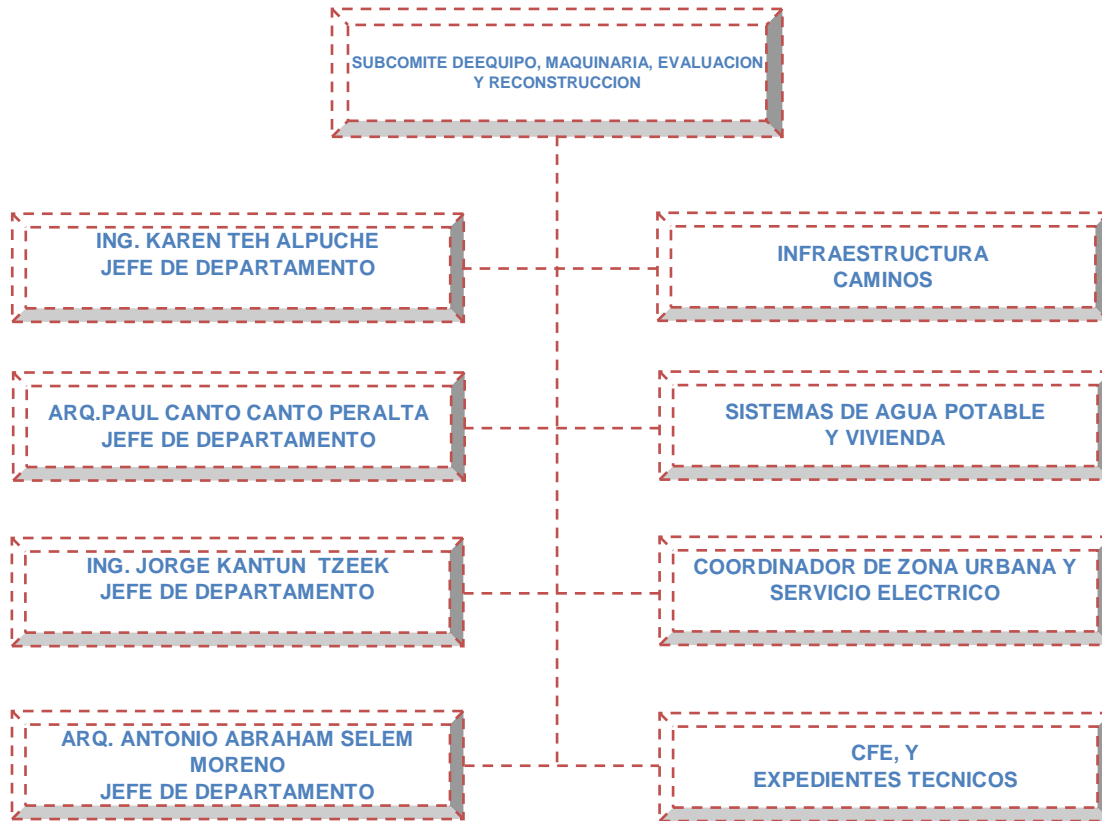 SUBCOMITE DEEQUIPO, MAQUINARIA, EVALUACION
Y RECONSTRUCCION
ING. KAREN TEH ALPUCHE
JEFE DE DEPARTAMENTO
INFRAESTRUCTURA
CAMINOS
ARQ.PAUL CANTO CANTO PERALTA
JEFE DE DEPARTAMENTO
SISTEMAS DE AGUA POTABLE
Y VIVIENDA
ING. JORGE KANTUN TZEEK
JEFE DE DEPARTAMENTO
COORDINADOR DE ZONA URBANA Y
SERVICIO ELECTRICO
ARQ. ANTONIO ABRAHAM SELEM
MORENO
JEFE DE DEPARTAMENTO
CFE, Y
EXPEDIENTES TECNICOS